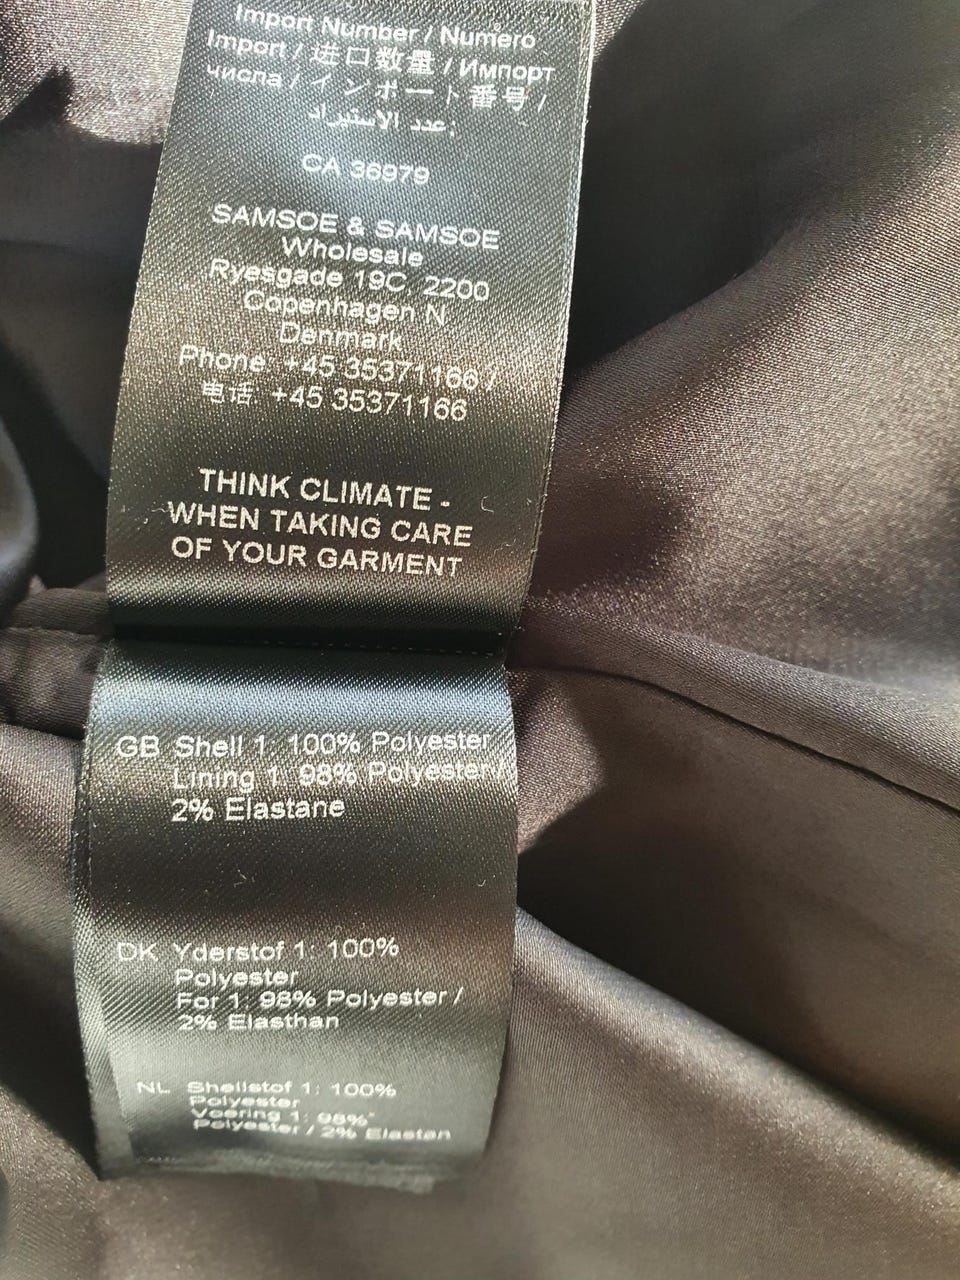 Import Number / Numero
Import / 进口数量 / Импорт
числа / インポート番号 /
عدد الاستيراد:
CA 36979
SAMSOE & SAMSOE
Wholesale
Ryesgade 19C 2200
Copenhagen N
Denmark
Phone +45 35371166 /
电话 +45 35371166
THINK CLIMATE -
WHEN TAKING CARE
OF YOUR GARMENT
GB Shell 1: 100% Polyester
Lining 1: 98% Polyester /
2% Elastane
DK Yderstof 1: 100%
Polyester
For 1: 98% Polyester /
2% Elasthan
NL Shellstof 1: 100%
Polyester
Voering 1: 98%
Polyester / 2% Elastan